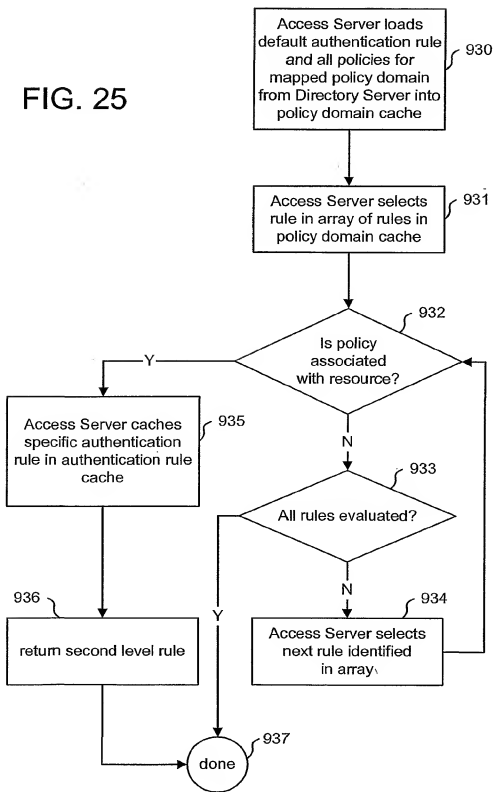 FIG. 25
Access Server loads
default authentication rule
and all policies for
mapped policy domain
from Directory Server into
policy domain cache
930
Access Server selects
rule in array of rules in
policy domain cache
931
Is policy
associated
with resource?
932
Y
N
Access Server caches
specific authentication
rule in authentication rule
cache
935
All rules evaluated?
933
Y
N
return second level rule
936
Access Server selects
next rule identified
in array
934
done
937